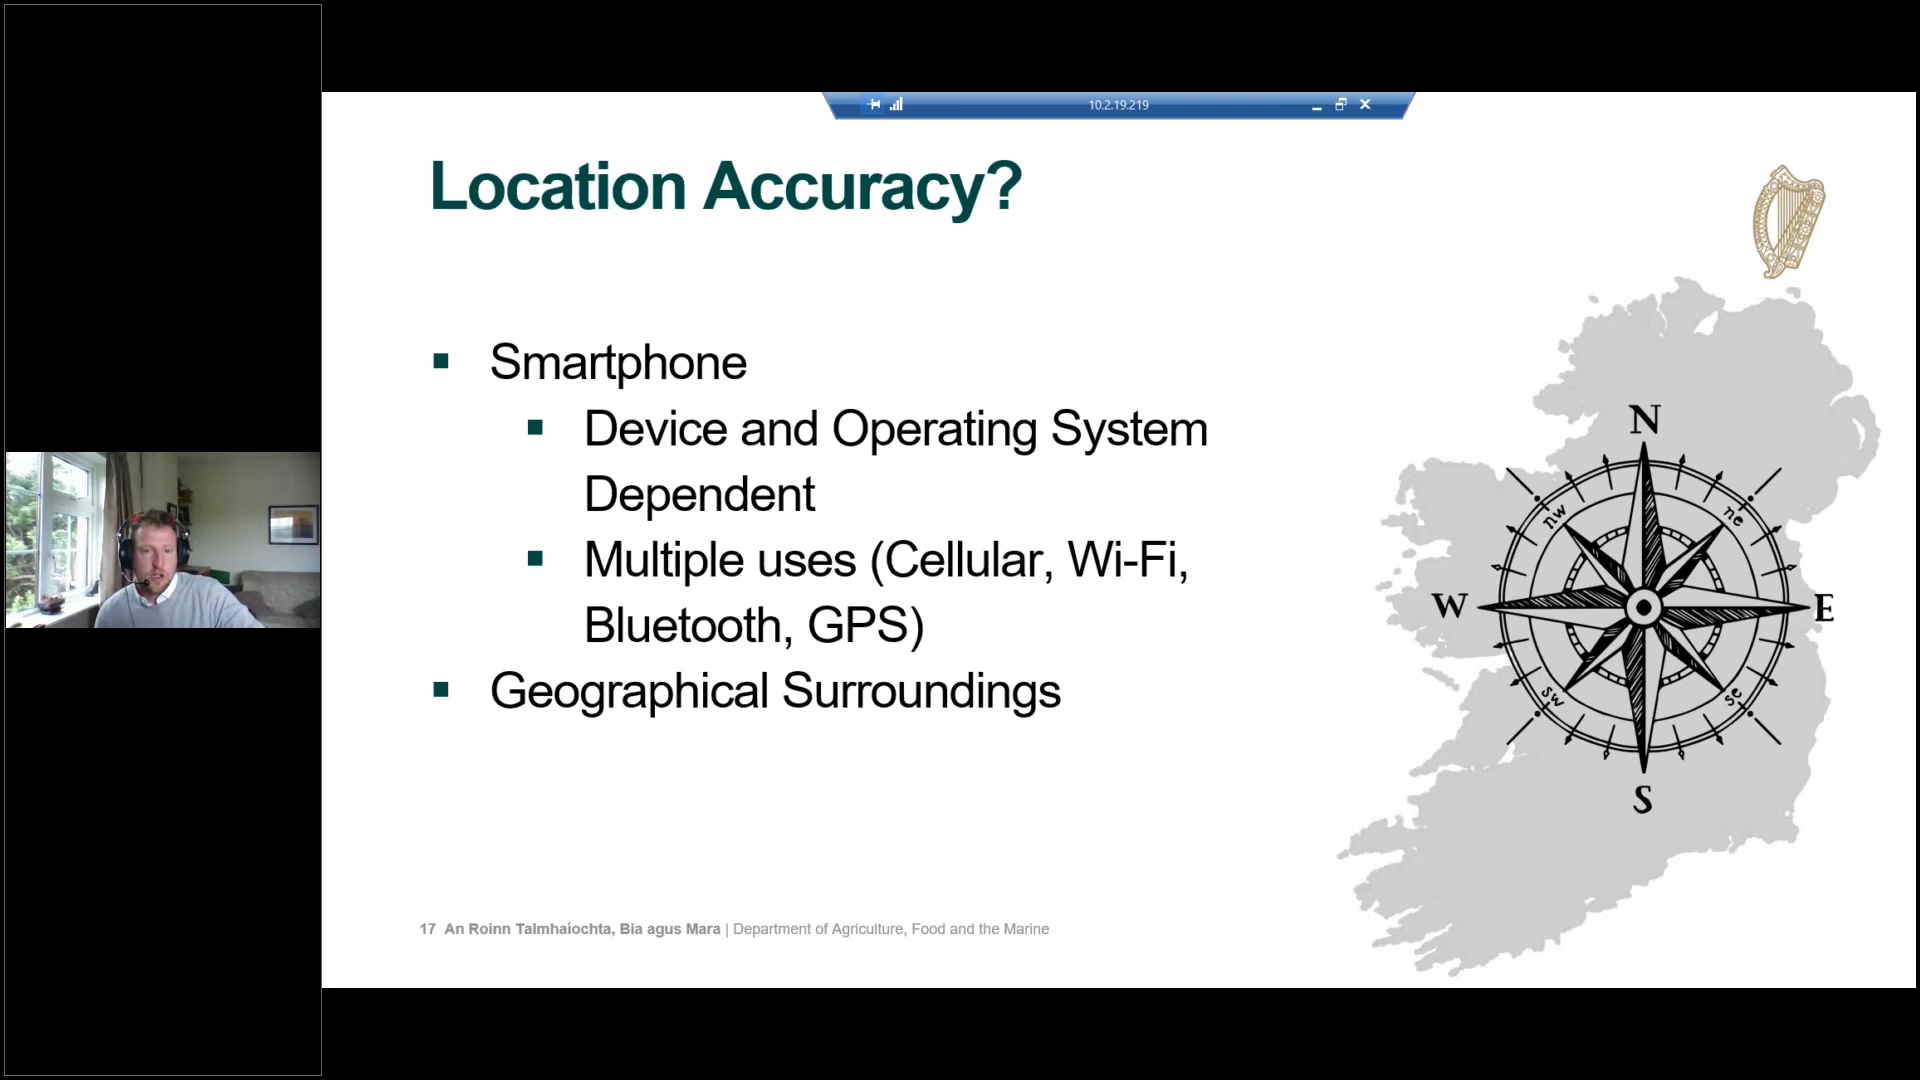 10.2.19.219
Location Accuracy?
Smartphone
Device and Operating System
Dependent
Multiple uses (Cellular, Wi-Fi,
Bluetooth, GPS)
Geographical Surroundings
N
nw
ne
W
E
sw
se
S
17 An Roinn Talmhaíochta, Bia agus Mara | Department of Agriculture, Food and the Marine